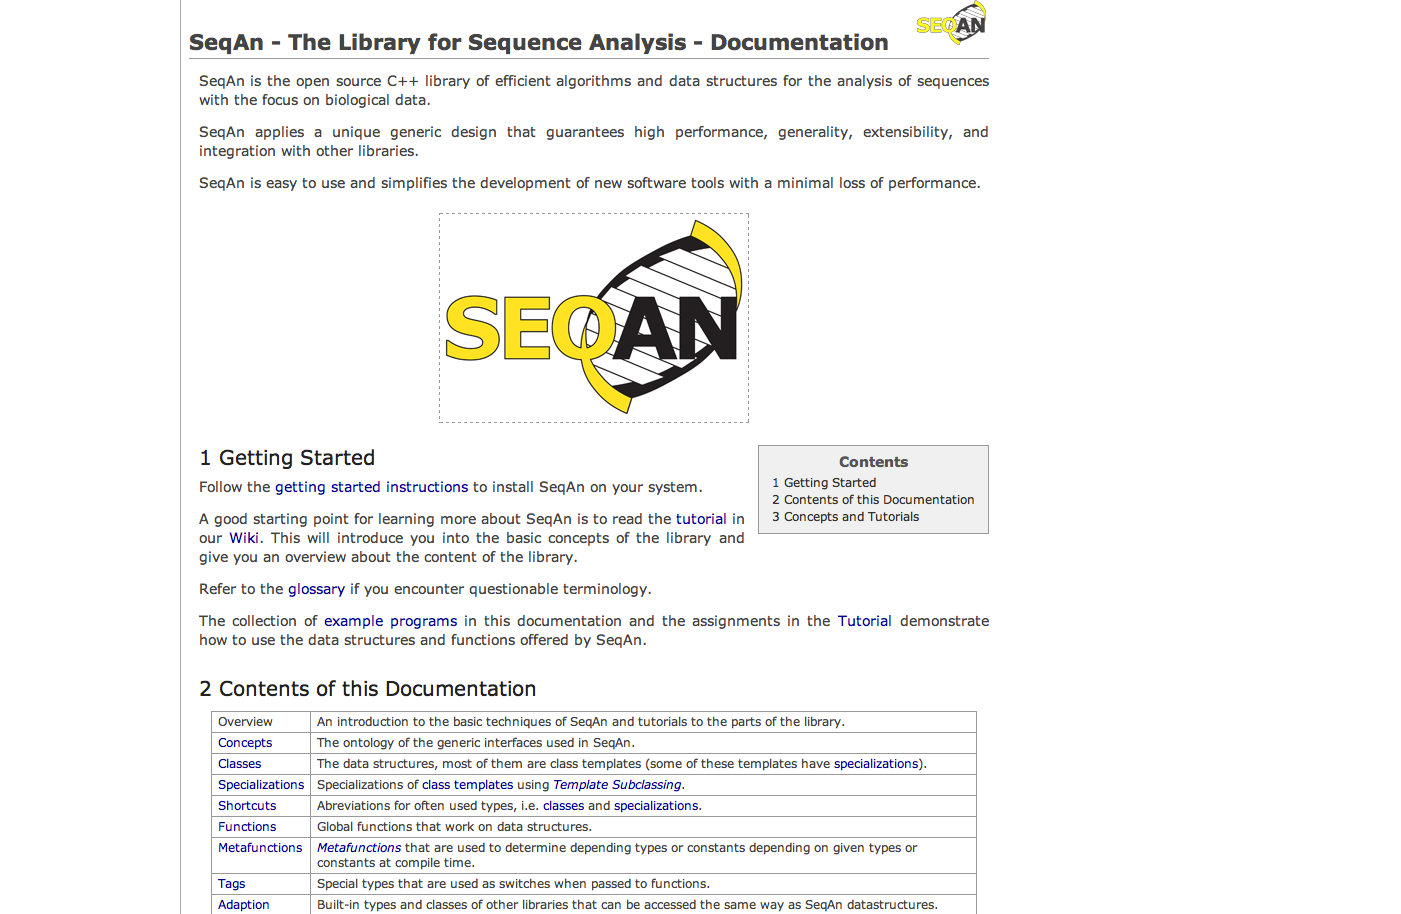 SeqAn - The Library for Sequence Analysis - Documentation
SEQAN
SeqAn is the open source C++ library of efficient algorithms and data structures for the analysis of sequences
with the focus on biological data.
SeqAn applies a unique generic design that guarantees high performance, generality, extensibility, and
integration with other libraries.
SeqAn is easy to use and simplifies the development of new software tools with a minimal loss of performance.
SEQAN
1 Getting Started
Follow the getting started instructions to install SeqAn on your system.
A good starting point for learning more about SeqAn is to read the tutorial in
our Wiki. This will introduce you into the basic concepts of the library and
give you an overview about the content of the library.
Refer to the glossary if you encounter questionable terminology.
The collection of example programs in this documentation and the assignments in the Tutorial demonstrate
how to use the data structures and functions offered by SeqAn.
Contents
1 Getting Started
2 Contents of this Documentation
3 Concepts and Tutorials
2 Contents of this Documentation
Overview An introduction to the basic techniques of SeqAn and tutorials to the parts of the library.
Concepts The ontology of the generic interfaces used in SeqAn.
Classes The data structures, most of them are class templates (some of these templates have specializations).
Specializations Specializations of class templates using Template Subclassing.
Shortcuts Abreviations for often used types, i.e. classes and specializations.
Functions Global functions that work on data structures.
Metafunctions Metafunctions that are used to determine depending types or constants depending on given types or
constants at compile time.
Tags Special types that are used as switches when passed to functions.
Adaption Built-in types and classes of other libraries that can be accessed the same way as SeqAn datastructures.